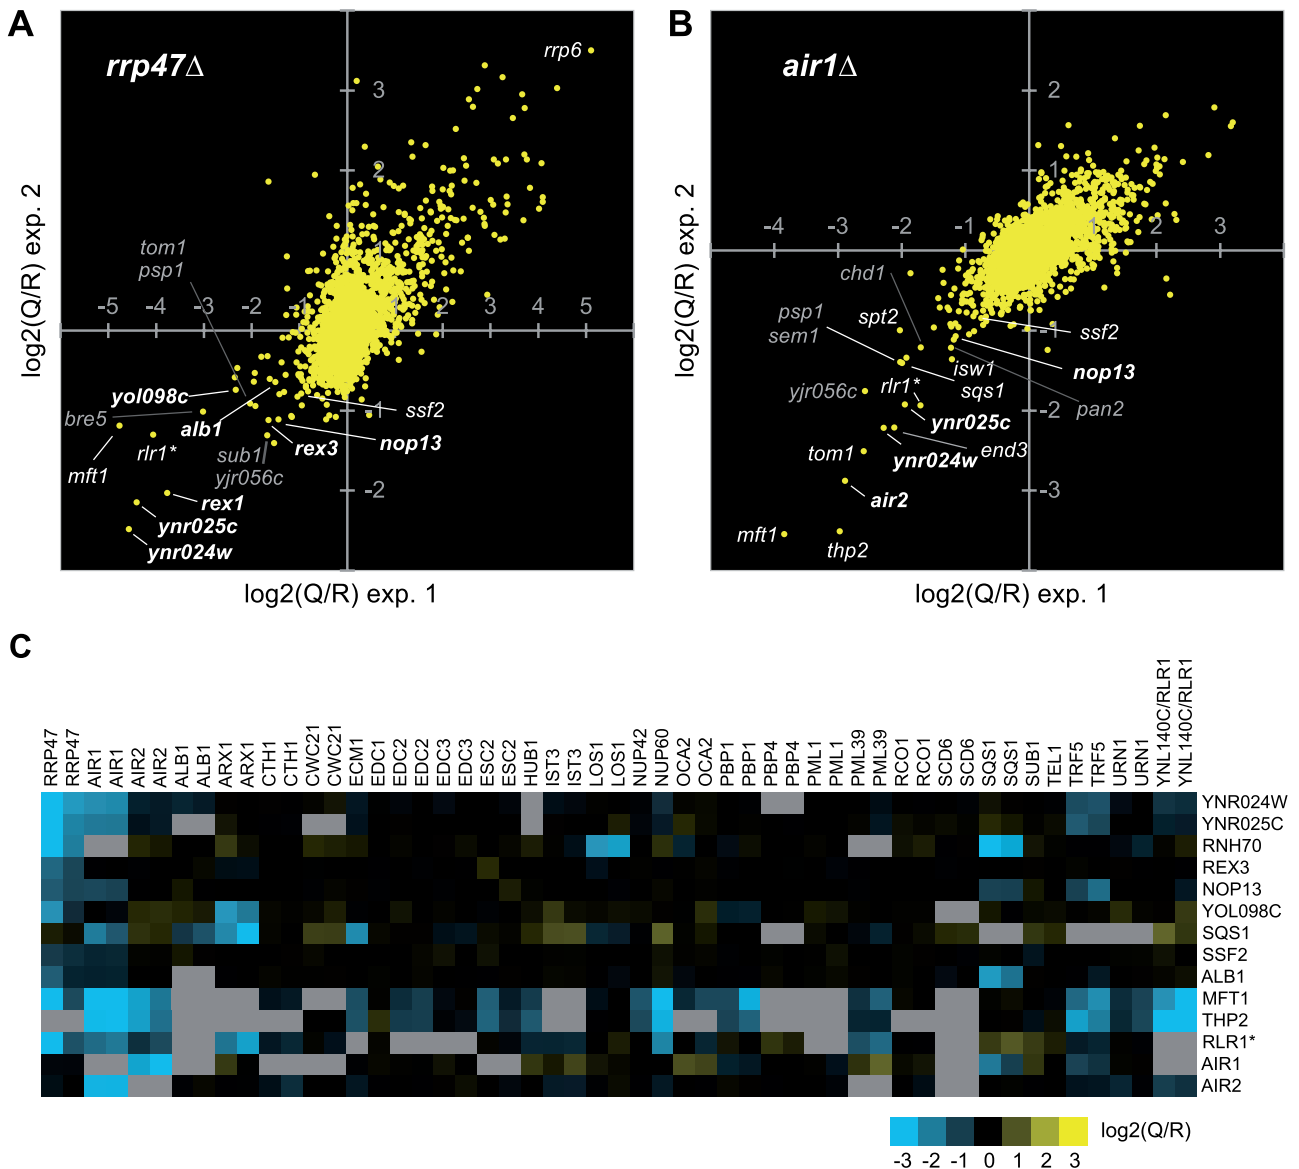 A
rrp47Δ
rrp6
3
2
1
-5 -4 -3 -2 -1 1 2 3 4 5
-1
-2
tom1
psp1
yol098c
bre5
alb1
mft1
rlr1*
sub1
yjr056c
rex3
nop13
ssf2
rex1
ynr025c
ynr024w
log2(Q/R) exp. 2
log2(Q/R) exp. 1
B
air1Δ
2
1
-4 -3 -2 -1 1 2 3
-1
-2
-3
chd1
psp1
sem1
spt2
ssf2
nop13
isw1
sqs1
pan2
yjr056c
rlr1*
ynr025c
end3
tom1
ynr024w
air2
mft1
thp2
log2(Q/R) exp. 2
log2(Q/R) exp. 1
C
RRP47
RRP47
AIR1
AIR1
AIR2
AIR2
ALB1
ALB1
ARX1
ARX1
CTH1
CTH1
CWC21
CWC21
ECM1
EDC1
EDC2
EDC2
EDC3
EDC3
ESC2
ESC2
HUB1
IST3
IST3
LOS1
LOS1
NUP42
NUP60
OCA2
OCA2
PBP1
PBP1
PBP4
PBP4
PML1
PML1
PML39
PML39
RCO1
RCO1
SCD6
SCD6
SQS1
SQS1
SUB1
TEL1
TRF5
TRF5
URN1
URN1
YNL140C/RLR1
YNL140C/RLR1
YNR024W
YNR025C
RNH70
REX3
NOP13
YOL098C
SQS1
SSF2
ALB1
MFT1
THP2
RLR1*
AIR1
AIR2
log2(Q/R)
-3 -2 -1 0 1 2 3